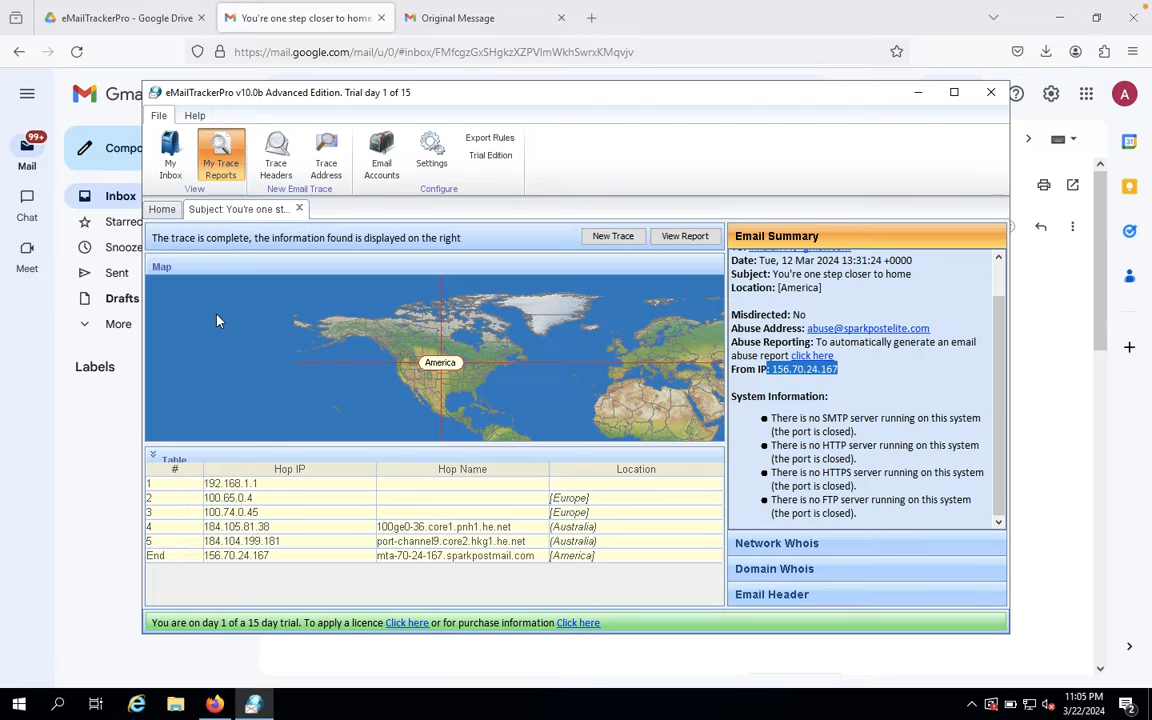 eMailTrackerPro - Google Drive
You're one step closer to home
Original Message
https://mail.google.com/mail/u/0/#inbox/FMfcgzGxSHgkzXZPVlmWkhSwrxKMqvjv
eMailTrackerPro v10.0b Advanced Edition. Trial day 1 of 15
Gma
A
File
Help
My Inbox
My Trace Reports
Trace Headers
Trace Address
Email Accounts
Settings
Export Rules
Trial Edition
View
New Email Trace
Configure
99+
Mail
Chat
Meet
Compo
Inbox
Starred
Snooze
Sent
Drafts
More
Labels
Home
Subject: You're one st...
The trace is complete, the information found is displayed on the right
New Trace
View Report
Map
America
Table
# Hop IP Hop Name Location
1 192.168.1.1
2 100.65.0.4 [Europe]
3 100.74.0.45 [Europe]
4 184.105.81.38 100ge0-36.core1.pnh1.he.net (Australia)
5 184.104.199.181 port-channel9.core2.hkg1.he.net (Australia)
End 156.70.24.167 mta-70-24-167.sparkpostmail.com [America]
Email Summary
Date: Tue, 12 Mar 2024 13:31:24 +0000
Subject: You're one step closer to home
Location: [America]
Misdirected: No
Abuse Address: abuse@sparkpostelite.com
Abuse Reporting: To automatically generate an email
abuse report click here
From IP: 156.70.24.167
System Information:
There is no SMTP server running on this system
(the port is closed).
There is no HTTP server running on this system
(the port is closed).
There is no HTTPS server running on this system
(the port is closed).
There is no FTP server running on this system
(the port is closed).
Network Whois
Domain Whois
Email Header
You are on day 1 of a 15 day trial. To apply a licence Click here or for purchase information Click here
11:05 PM
3/22/2024
2